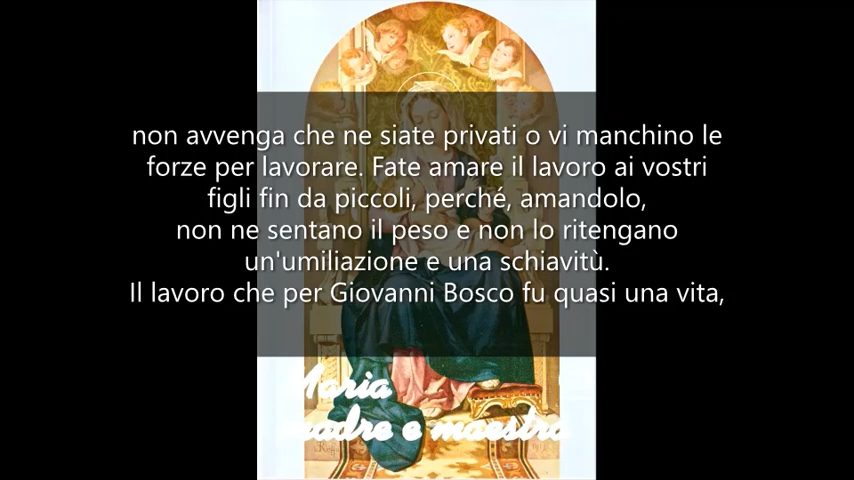 non avvenga che ne siate privati o vi manchino le
forze per lavorare. Fate amare il lavoro ai vostri
figli fin da piccoli, perché, amandolo,
non ne sentano il peso e non lo ritengano
un'umiliazione e una schiavitù.
Il lavoro che per Giovanni Bosco fu quasi una vita,
Maria
madre e maestra